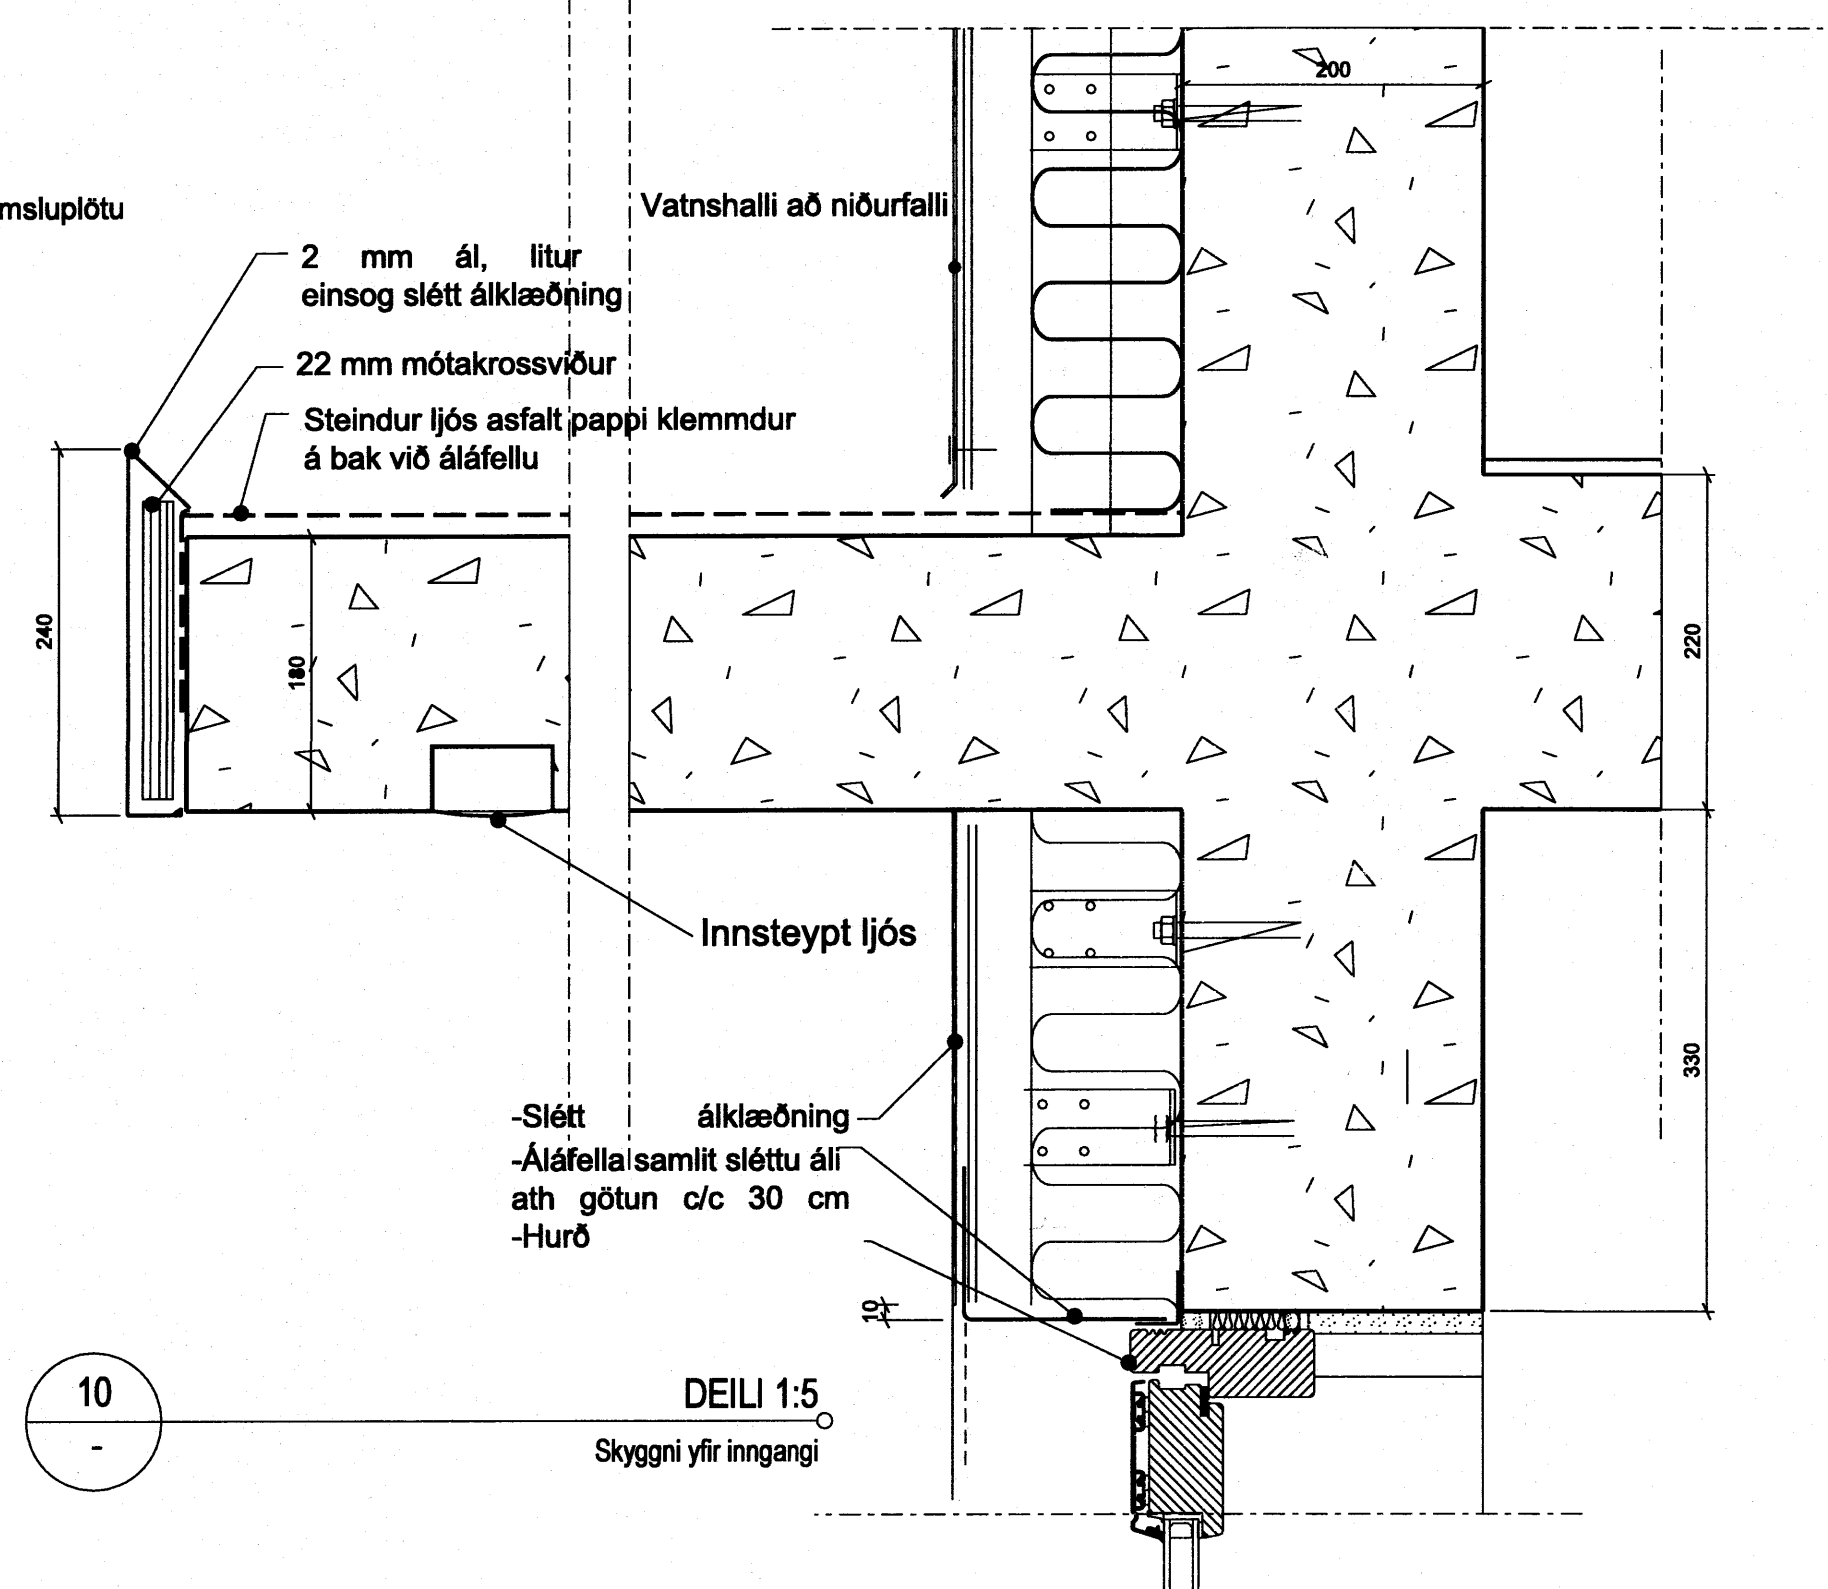 200
msluplötu
Vatnshalli að niðurfalli
2 mm ál, litur
einsog slétt álklæðning
22 mm mótakrossviður
Steindur ljós asfalt pappi klemmdur
á bak við áláfellu
240
180
220
Innsteypt ljós
330
-Slétt álklæðning
-Áláfella samlit sléttu áli
ath götun c/c 30 cm
-Hurð
10
10
-
DEILI 1:5
Skyggni yfir inngangi